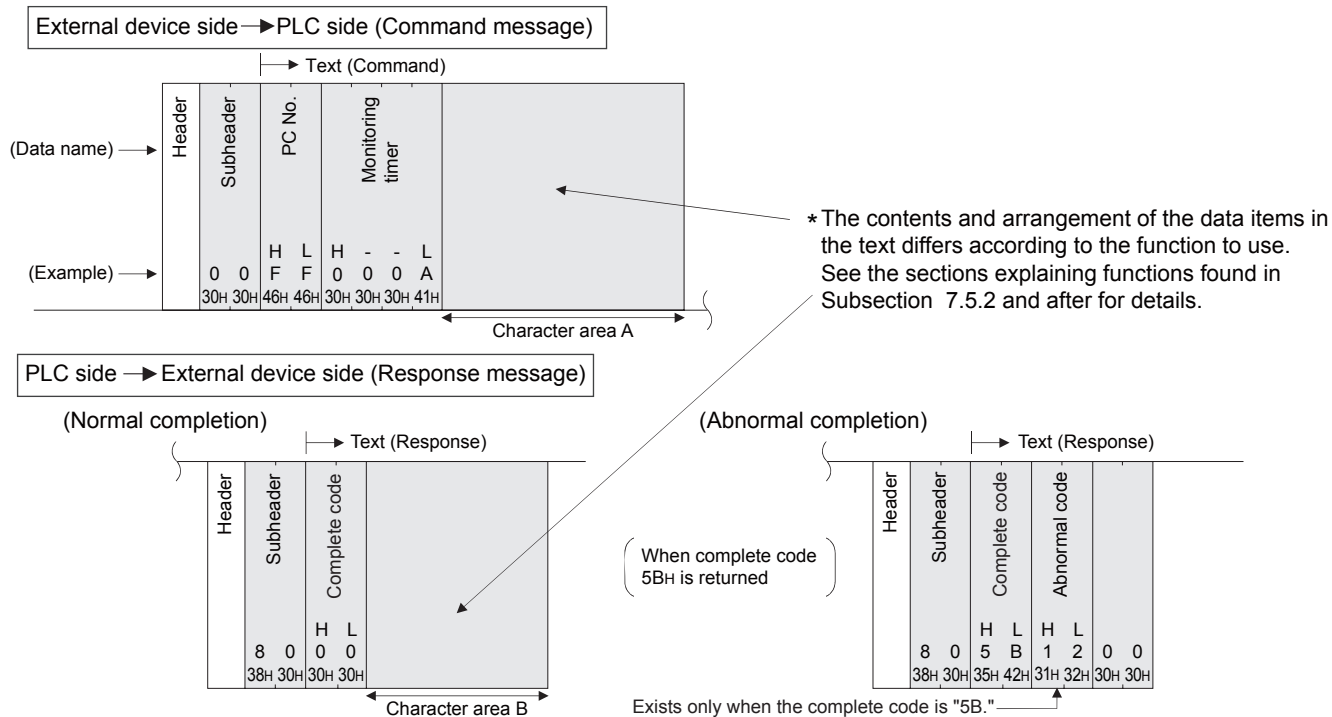 External device side → PLC side (Command message)
Text (Command)
(Data name)
Header
Subheader
PC No.
Monitoring
timer
H L H - - L
(Example)
0 0 F F 0 0 0 A
30H 30H 46H 46H 30H 30H 30H 41H
Character area A
* The contents and arrangement of the data items in
the text differs according to the function to use.
See the sections explaining functions found in
Subsection 7.5.2 and after for details.
PLC side → External device side (Response message)
(Normal completion)
Text (Response)
Header
Subheader
Complete code
H L
8 0 0 0
38H 30H 30H 30H
Character area B
When complete code
5BH is returned
(Abnormal completion)
Text (Response)
Header
Subheader
Complete code
Abnormal code
H L H L
8 0 5 B 1 2 0 0
38H 30H 35H 42H 31H 32H 30H 30H
Exists only when the complete code is "5B."